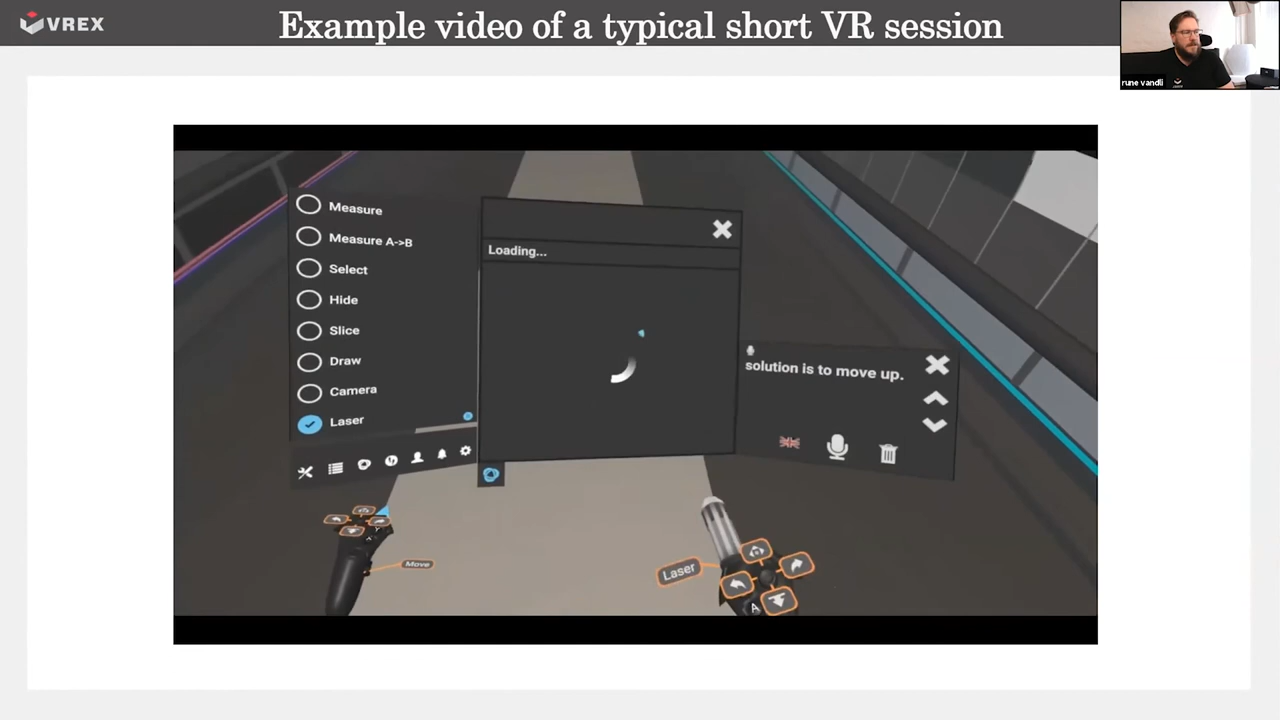 VREX
Example video of a typical short VR session
rune vandli
Measure
Measure A->B
Select
Hide
Slice
Draw
Camera
Laser
Loading...
solution is to move up.
Move
Laser
A